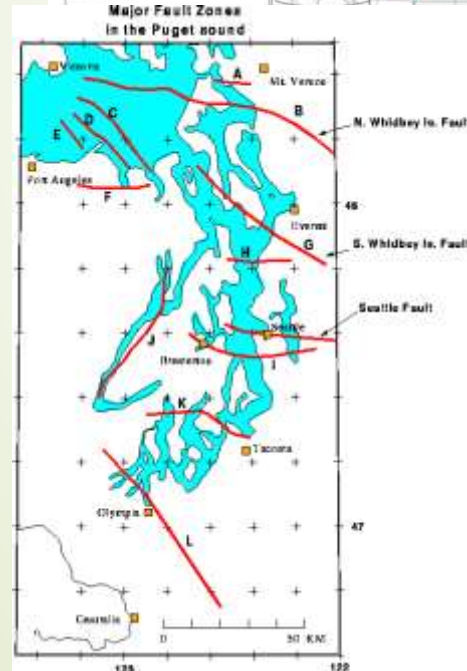 Major Fault Zones
in the Puget sound
Victoria
A
Mt. Vernon
B
C
D
E
N. Whidbey Is. Fault
Port Angeles
F
Everett
G
S. Whidbey Is. Fault
H
Seattle Fault
Seattle
J
Bremerton
I
K
Tacoma
Olympia
47
L
Centralia
0
50 KM
122